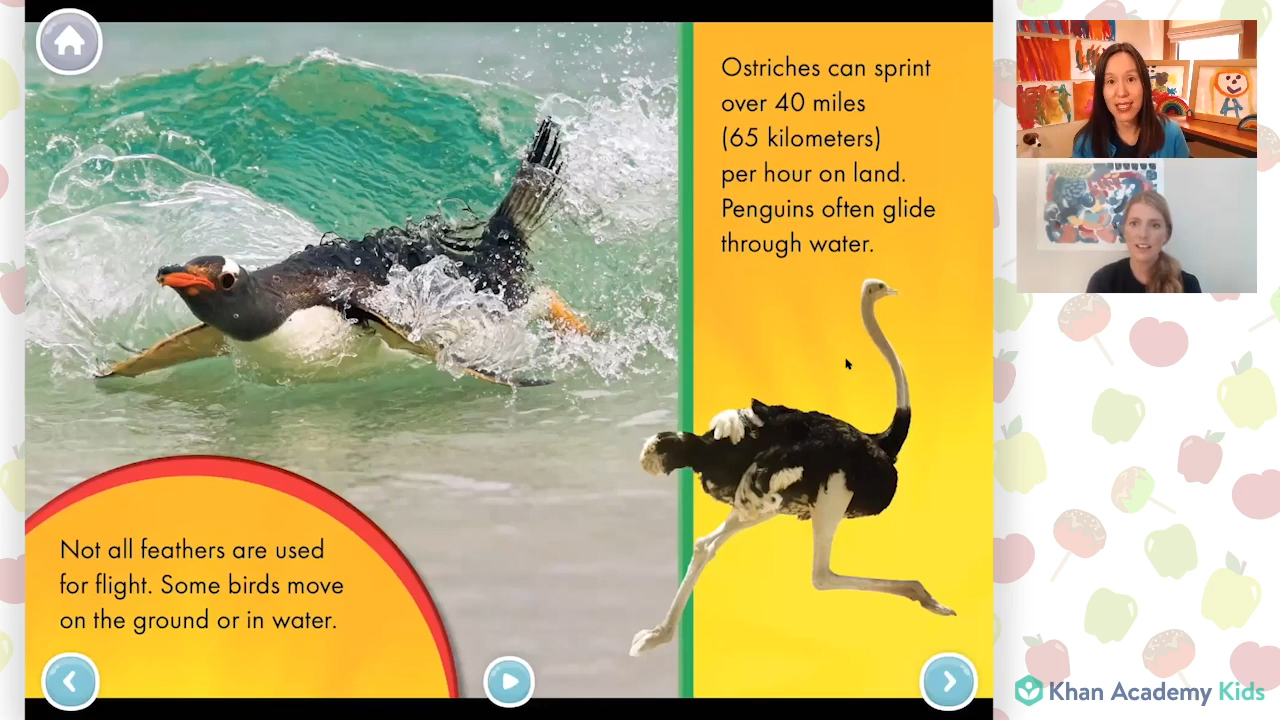 Ostriches can sprint
over 40 miles
(65 kilometers)
per hour on land.
Penguins often glide
through water.
Not all feathers are used
for flight. Some birds move
on the ground or in water.
Khan Academy Kids